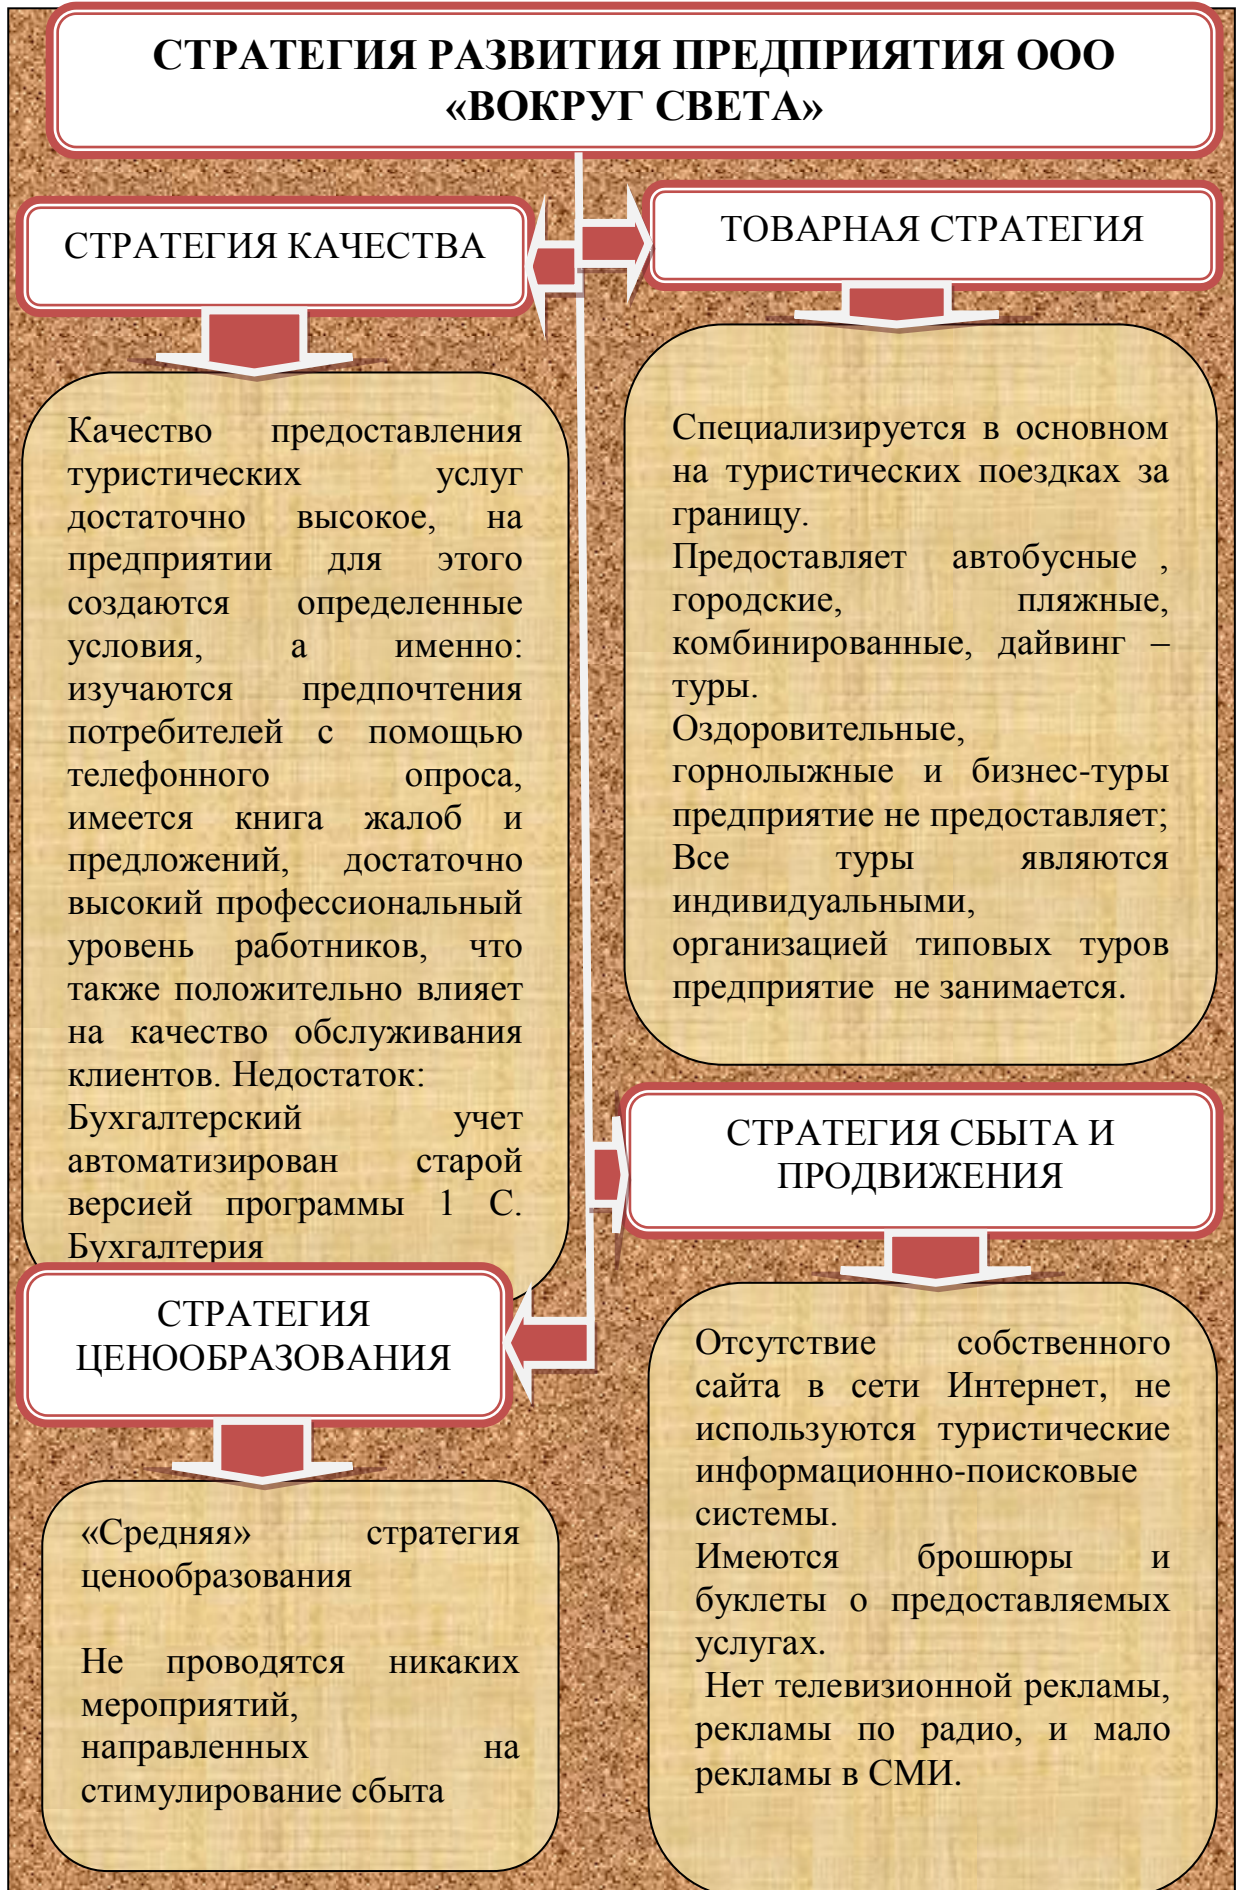 СТРАТЕГИЯ РАЗВИТИЯ ПРЕДПРИЯТИЯ ООО
«ВОКРУГ СВЕТА»
СТРАТЕГИЯ КАЧЕСТВА
Качество предоставления
туристических услуг
достаточно высокое, на
предприятии для этого
создаются определенные
условия, а именно:
изучаются предпочтения
потребителей с помощью
телефонного опроса,
имеется книга жалоб и
предложений, достаточно
высокий профессиональный
уровень работников, что
также положительно влияет
на качество обслуживания
клиентов. Недостаток:
Бухгалтерский учет
автоматизирован старой
версией программы 1 С.
Бухгалтерия
ТОВАРНАЯ СТРАТЕГИЯ
Специализируется в основном
на туристических поездках за
границу.
Предоставляет автобусные ,
городские, пляжные,
комбинированные, дайвинг –
туры.
Оздоровительные,
горнолыжные и бизнес-туры
предприятие не предоставляет;
Все туры являются
индивидуальными,
организацией типовых туров
предприятие не занимается.
СТРАТЕГИЯ ЦЕНООБРАЗОВАНИЯ
«Средняя» стратегия
ценообразования
Не проводятся никаких
мероприятий,
направленных на
стимулирование сбыта
СТРАТЕГИЯ СБЫТА И
ПРОДВИЖЕНИЯ
Отсутствие собственного
сайта в сети Интернет, не
используются туристические
информационно-поисковые
системы.
Имеются брошюры и
буклеты о предоставляемых
услугах.
Нет телевизионной рекламы,
рекламы по радио, и мало
рекламы в СМИ.